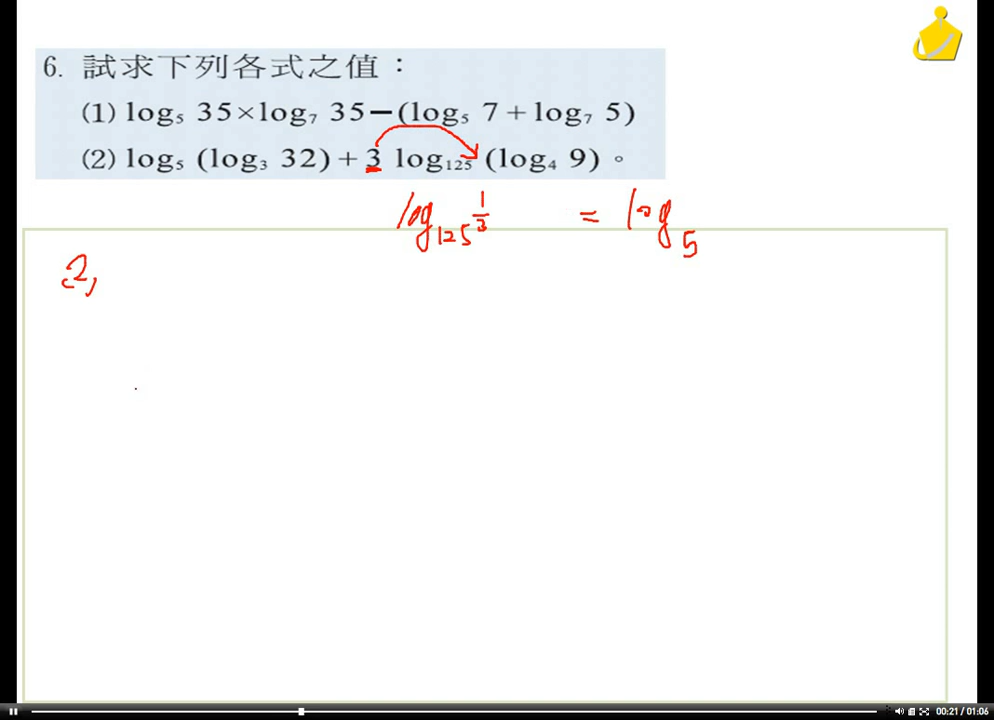 6. 試求下列各式之值：
(1) log₅ 35×log₇ 35−(log₅ 7+log₇ 5)
(2) log₅ (log₃ 32)+3 log₁₂₅ (log₄ 9)。
log₁₂₅^(1/3) = log₅
2,
00:21 / 01:06